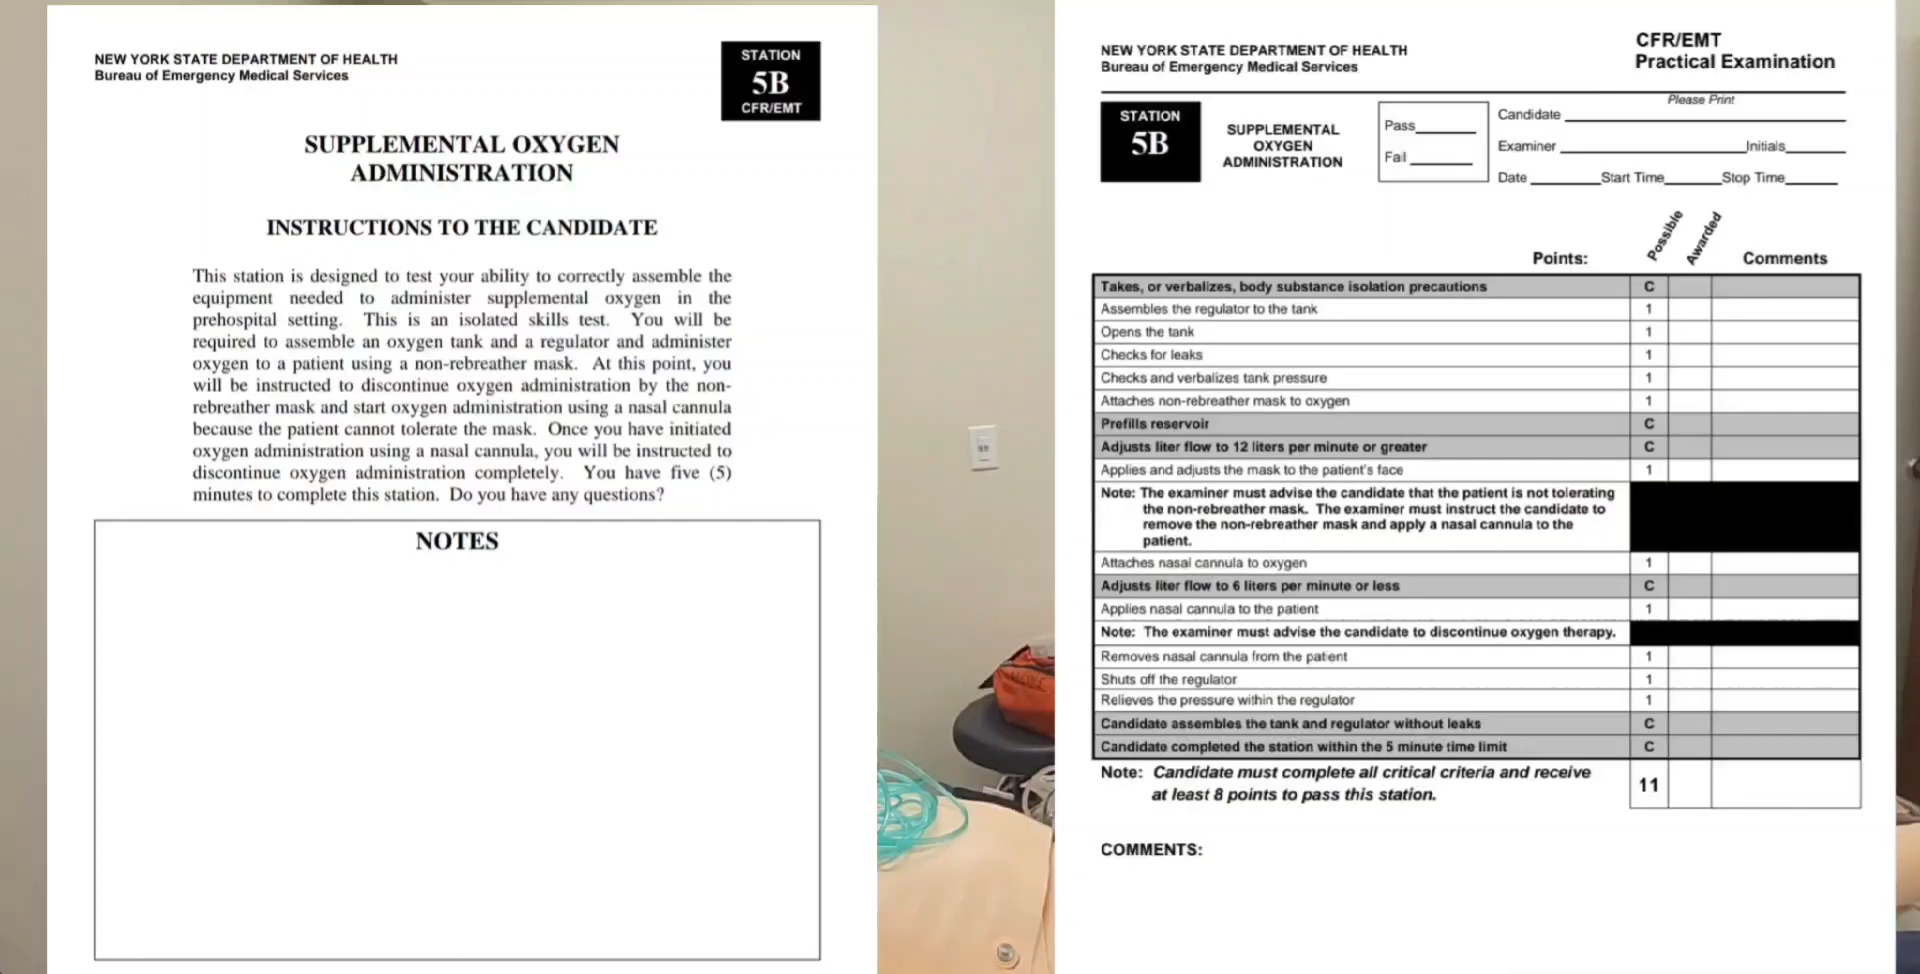 NEW YORK STATE DEPARTMENT OF HEALTH
Bureau of Emergency Medical Services
STATION
5B
CFR/EMT
SUPPLEMENTAL OXYGEN
ADMINISTRATION
INSTRUCTIONS TO THE CANDIDATE
This station is designed to test your ability to correctly assemble the
equipment needed to administer supplemental oxygen in the
prehospital setting. This is an isolated skills test. You will be
required to assemble an oxygen tank and a regulator and administer
oxygen to a patient using a non-rebreather mask. At this point, you
will be instructed to discontinue oxygen administration by the non-
rebreather mask and start oxygen administration using a nasal cannula
because the patient cannot tolerate the mask. Once you have initiated
oxygen administration using a nasal cannula, you will be instructed to
discontinue oxygen administration completely. You have five (5)
minutes to complete this station. Do you have any questions?
NOTES
NEW YORK STATE DEPARTMENT OF HEALTH
Bureau of Emergency Medical Services
CFR/EMT
Practical Examination
STATION
5B
SUPPLEMENTAL
OXYGEN
ADMINISTRATION
Pass
Fail
Please Print
Candidate
Examiner Initials
Date Start Time Stop Time
Points: Possible Awarded Comments
Takes, or verbalizes, body substance isolation precautions C
Assembles the regulator to the tank 1
Opens the tank 1
Checks for leaks 1
Checks and verbalizes tank pressure 1
Attaches non-rebreather mask to oxygen 1
Prefills reservoir C
Adjusts liter flow to 12 liters per minute or greater C
Applies and adjusts the mask to the patient's face 1
Note: The examiner must advise the candidate that the patient is not tolerating
the non-rebreather mask. The examiner must instruct the candidate to
remove the non-rebreather mask and apply a nasal cannula to the
patient.
Attaches nasal cannula to oxygen 1
Adjusts liter flow to 6 liters per minute or less C
Applies nasal cannula to the patient 1
Note: The examiner must advise the candidate to discontinue oxygen therapy.
Removes nasal cannula from the patient 1
Shuts off the regulator 1
Relieves the pressure within the regulator 1
Candidate assembles the tank and regulator without leaks C
Candidate completed the station within the 5 minute time limit C
Note: Candidate must complete all critical criteria and receive
at least 8 points to pass this station.
11
COMMENTS: